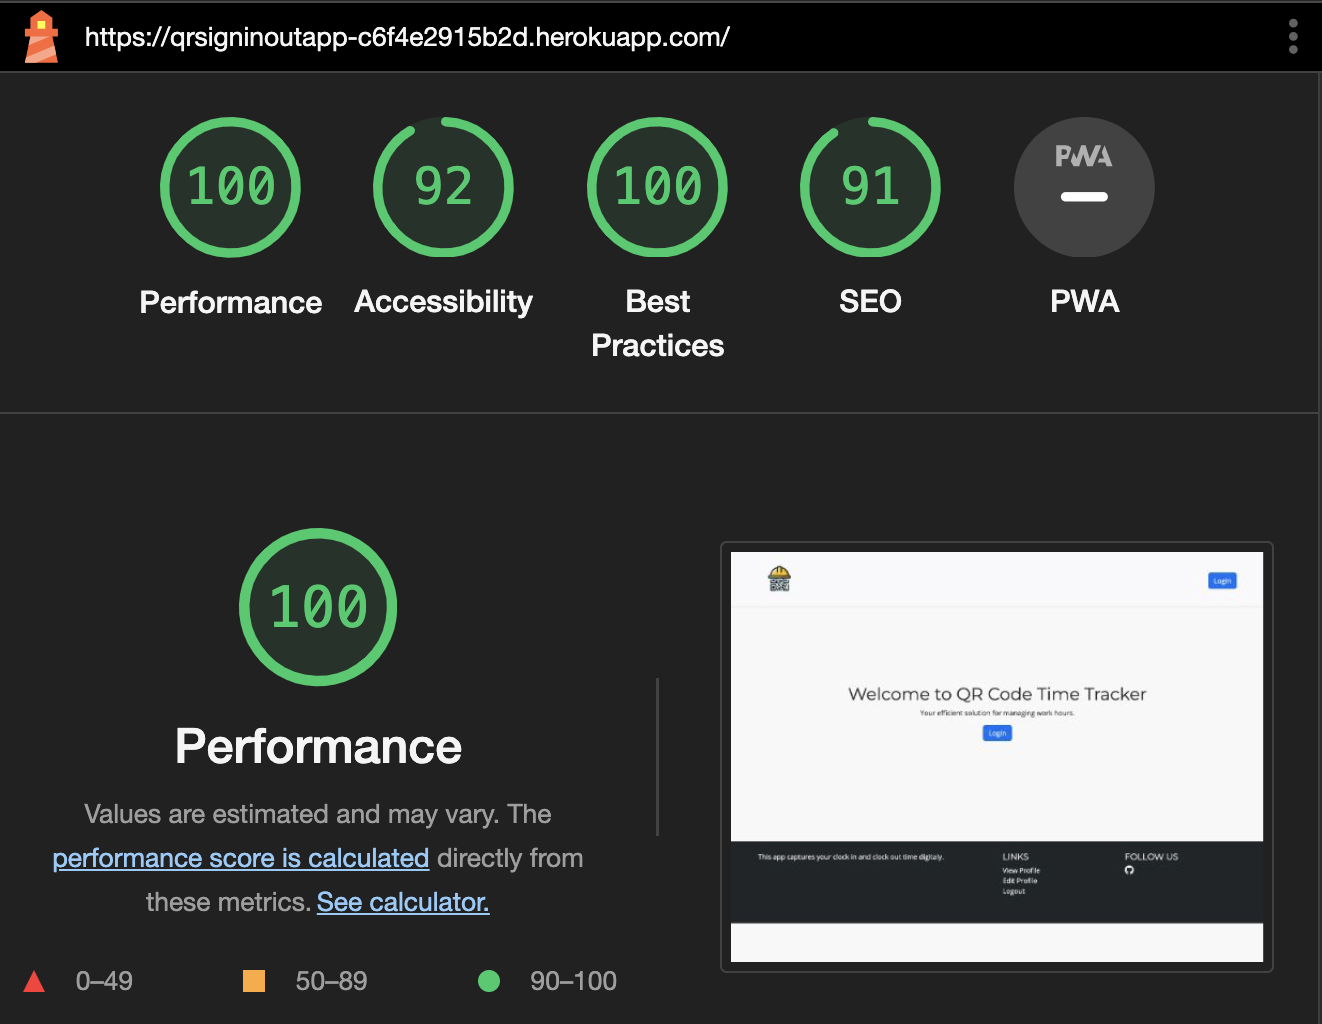 https://qrsigninoutapp-c6f4e2915b2d.herokuapp.com/
100
92
100
91
PWA
Performance
Accessibility
Best
Practices
SEO
PWA
100
Performance
Values are estimated and may vary. The
performance score is calculated directly from
these metrics. See calculator.
0–49
50–89
90–100
Login
Welcome to QR Code Time Tracker
Your efficient solution for managing work hours.
Login
This app captures your clock in and clock out time digitaly.
LINKS
View Profile
Edit Profile
Logout
FOLLOW US